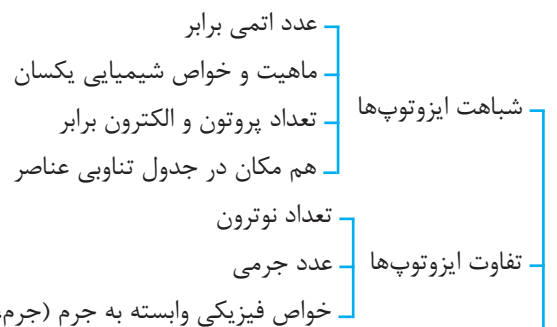 عدد اتمی برابر
ماهیت و خواص شیمیایی یکسان
شباهت ایزوتوپ‌ها
تعداد پروتون و الکترون برابر
هم مکان در جدول تناوبی عناصر
تعداد نوترون
تفاوت ایزوتوپ‌ها
عدد جرمی
خواص فیزیکی وابسته به جرم (جرم،